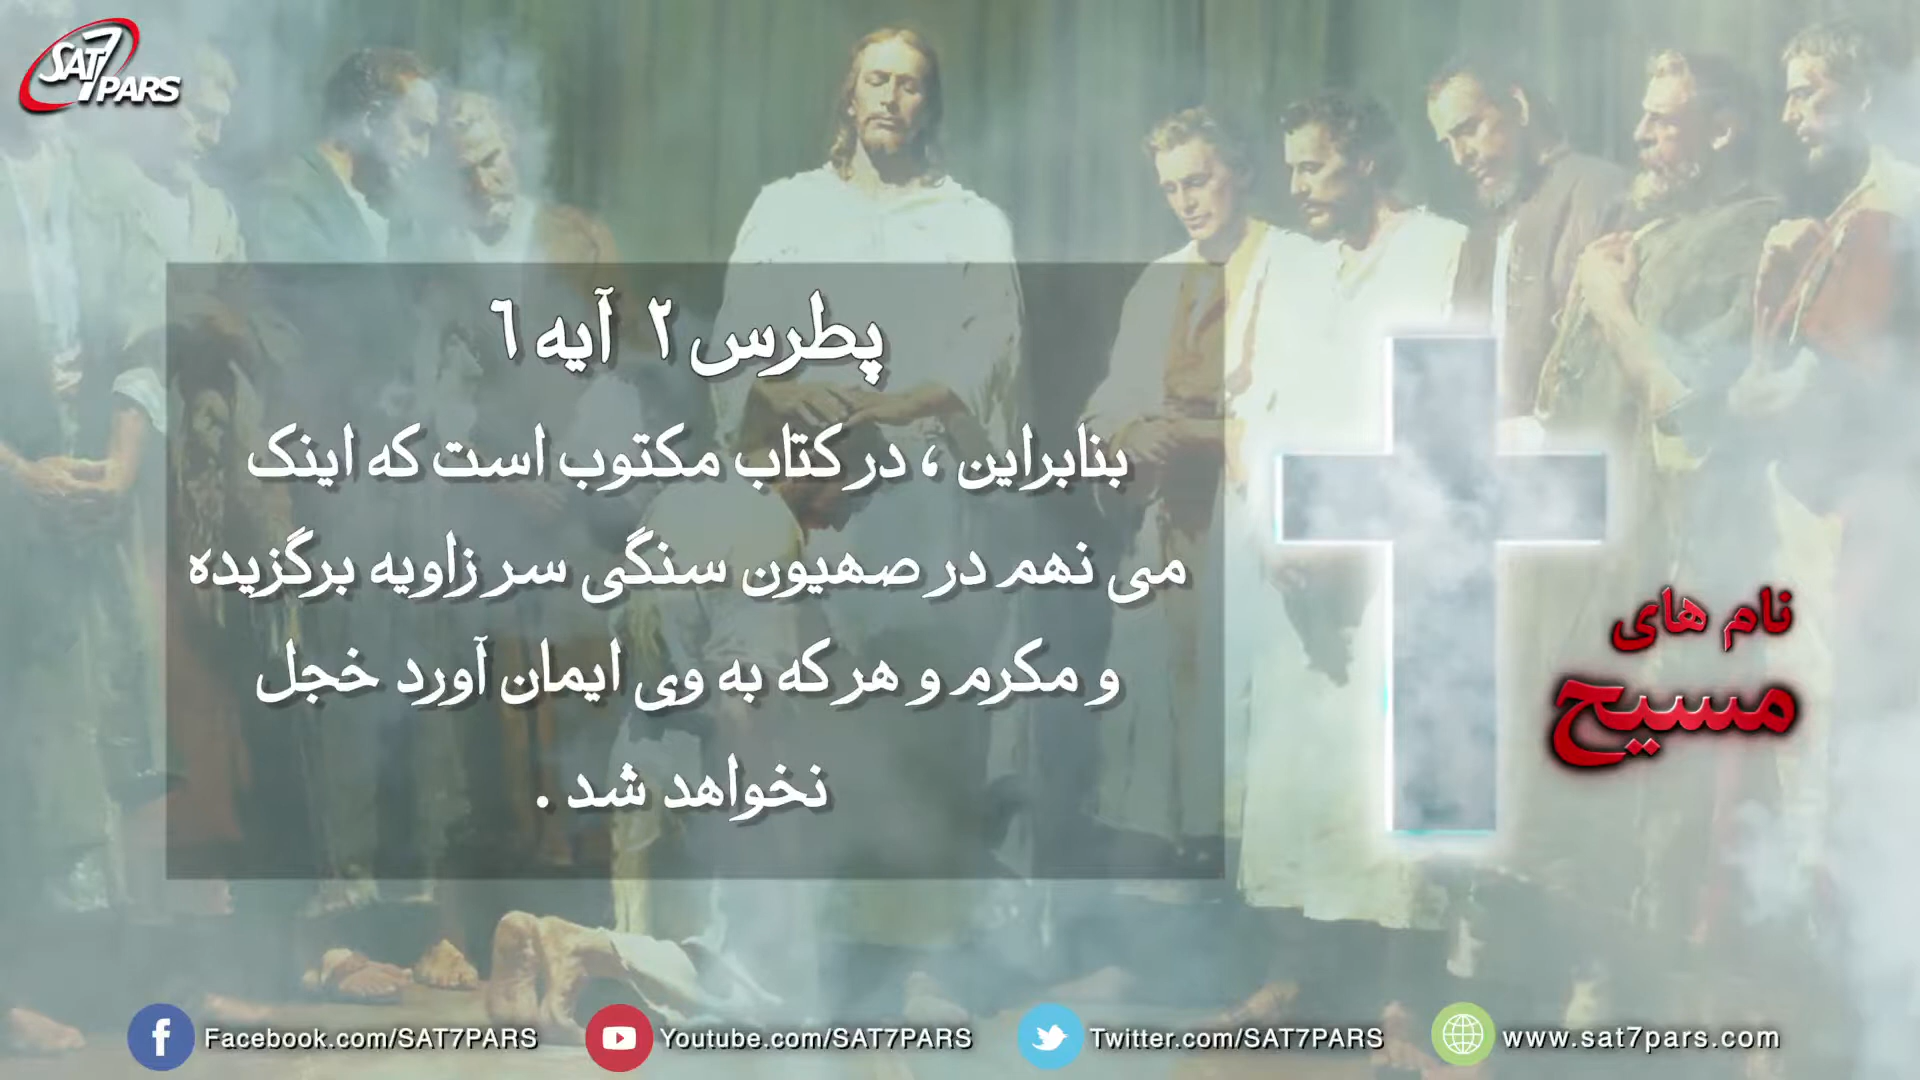 SAT7 PARS
پطرس ۲ آیه ٦
بنابراین ، در کتاب مکتوب است که اینک
می نهم در صهیون سنگی سر زاویه برگزیده
و مکرم و هر که به وی ایمان آورد خجل
نخواهد شد .
نام های
مسیح
Facebook.com/SAT7PARS
Youtube.com/SAT7PARS
Twitter.com/SAT7PARS
www.sat7pars.com